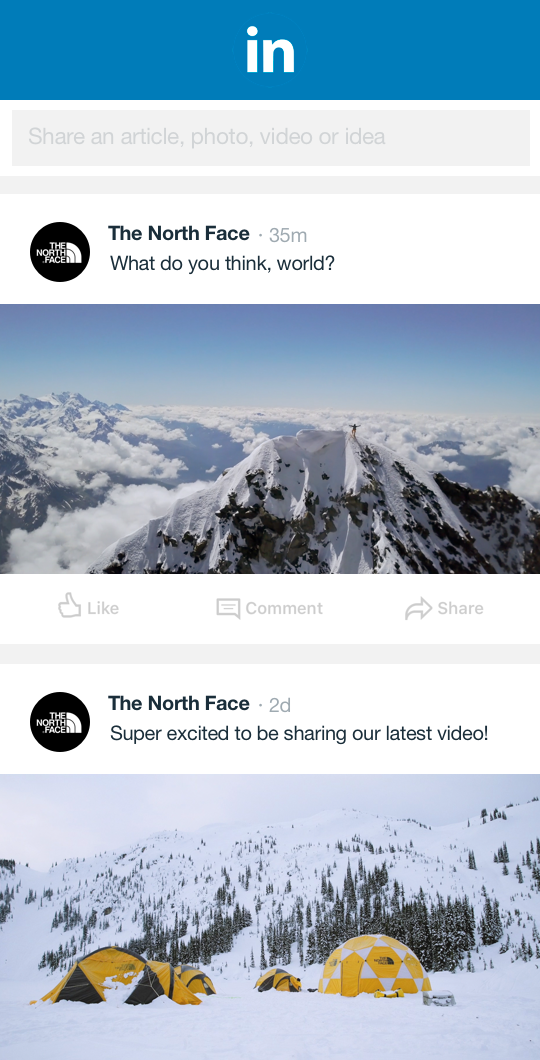 in
Share an article, photo, video or idea
THE
NORTH
FACE
The North Face · 35m
What do you think, world?
Like
Comment
Share
THE
NORTH
FACE
The North Face · 2d
Super excited to be sharing our latest video!